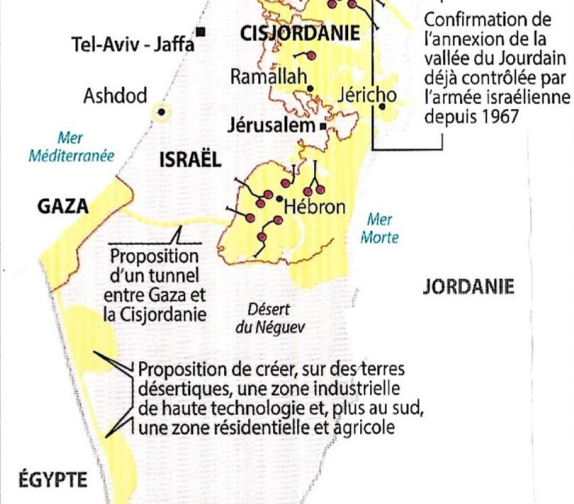 Confirmation de
l'annexion de la
vallée du Jourdain
déjà contrôlée par
l'armée israélienne
depuis 1967
CISJORDANIE
Tel-Aviv - Jaffa
Ramallah
Jéricho
Ashdod
Jérusalem
Mer
Méditerranée
ISRAËL
GAZA
Hébron
Mer
Morte
Proposition
d'un tunnel
entre Gaza et
la Cisjordanie
JORDANIE
Désert
du Néguev
Proposition de créer, sur des terres
désertiques, une zone industrielle
de haute technologie et, plus au sud,
une zone résidentielle et agricole
ÉGYPTE